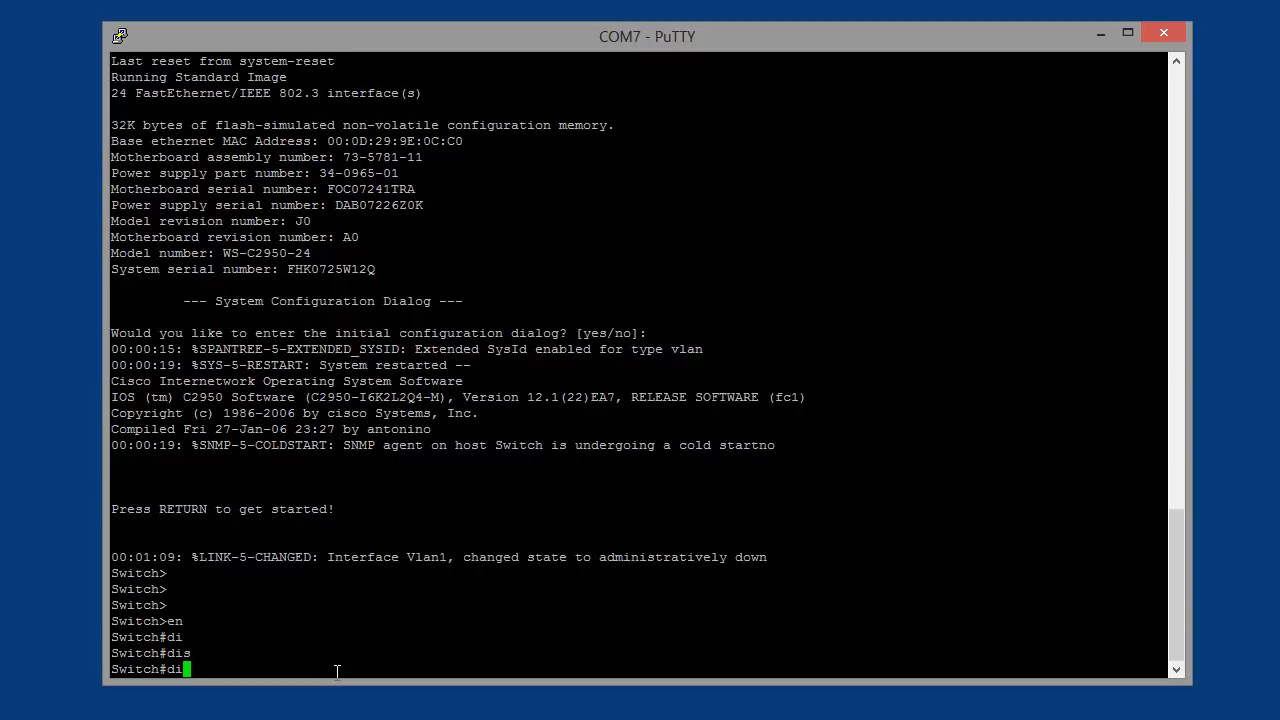 COM7 - PuTTY
Last reset from system-reset
Running Standard Image
24 FastEthernet/IEEE 802.3 interface(s)
32K bytes of flash-simulated non-volatile configuration memory.
Base ethernet MAC Address: 00:0D:29:9E:0C:C0
Motherboard assembly number: 73-5781-11
Power supply part number: 34-0965-01
Motherboard serial number: FOC07241TRA
Power supply serial number: DAB07226Z0K
Model revision number: J0
Motherboard revision number: A0
Model number: WS-C2950-24
System serial number: FHK0725W12Q
--- System Configuration Dialog ---
Would you like to enter the initial configuration dialog? [yes/no]:
00:00:15: %SPANTREE-5-EXTENDED_SYSID: Extended SysId enabled for type vlan
00:00:19: %SYS-5-RESTART: System restarted --
Cisco Internetwork Operating System Software
IOS (tm) C2950 Software (C2950-I6K2L2Q4-M), Version 12.1(22)EA7, RELEASE SOFTWARE (fc1)
Copyright (c) 1986-2006 by cisco Systems, Inc.
Compiled Fri 27-Jan-06 23:27 by antonino
00:00:19: %SNMP-5-COLDSTART: SNMP agent on host Switch is undergoing a cold startno
Press RETURN to get started!
00:01:09: %LINK-5-CHANGED: Interface Vlan1, changed state to administratively down
Switch>
Switch>
Switch>
Switch>en
Switch#di
Switch#dis
Switch#di